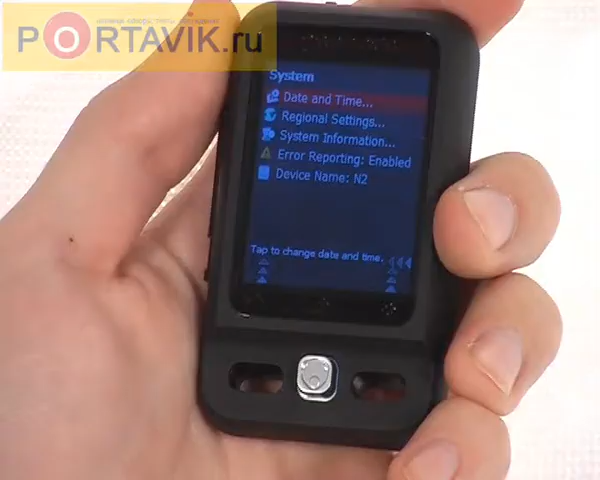 PORTAVIK.ru
System
Date and Time...
Regional Settings...
System Information...
Error Reporting: Enabled
Device Name: N2
Tap to change date and time.